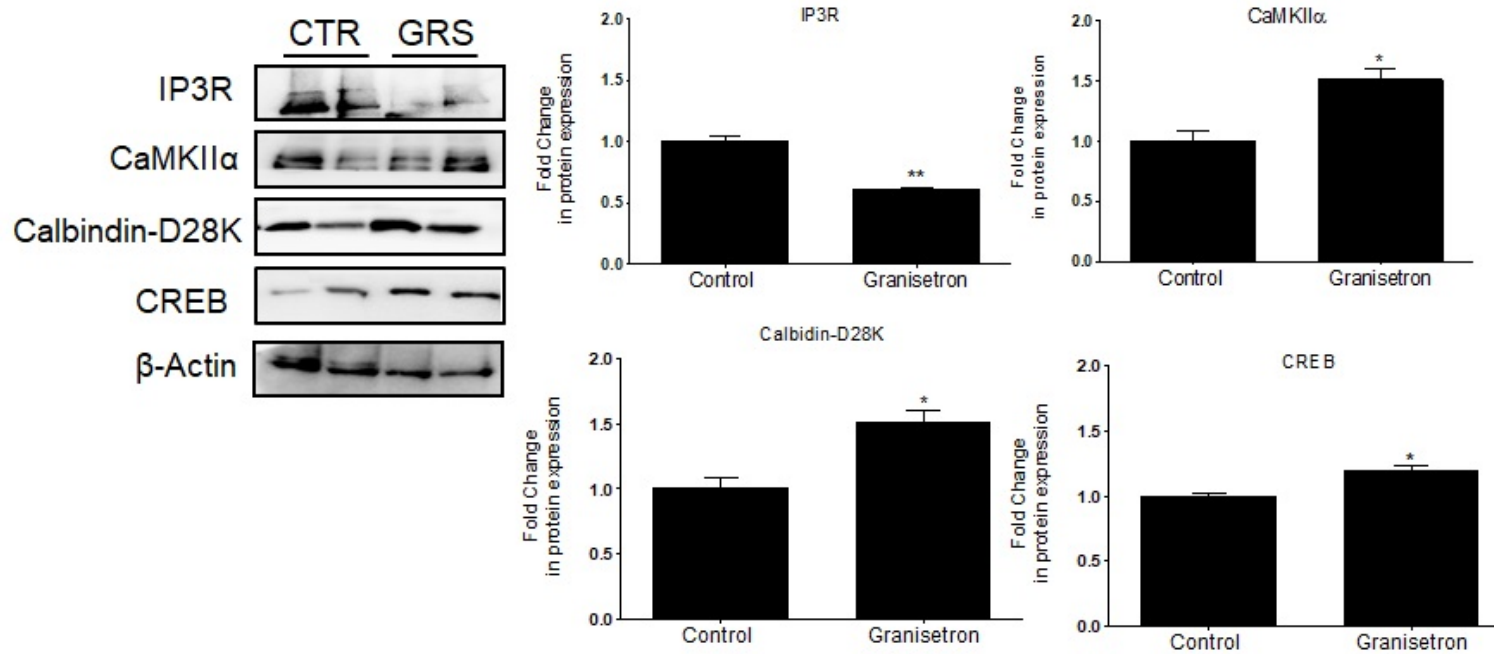 CTR GRS
IP3R
CaMKIIα
Calbindin-D28K
CREB
β-Actin
IP3R
Fold Change
in protein expression
2.0
1.5
1.0
0.5
0.0
**
Control Granisetron
CaMKIIα
Fold Change
in protein expression
2.0
1.5
1.0
0.5
0.0
*
Control Granisetron
Calbidin-D28K
Fold Change
in protein expression
2.0
1.5
1.0
0.5
0.0
*
Control Granisetron
CREB
Fold Change
in protein expression
2.0
1.5
1.0
0.5
0.0
*
Control Granisetron